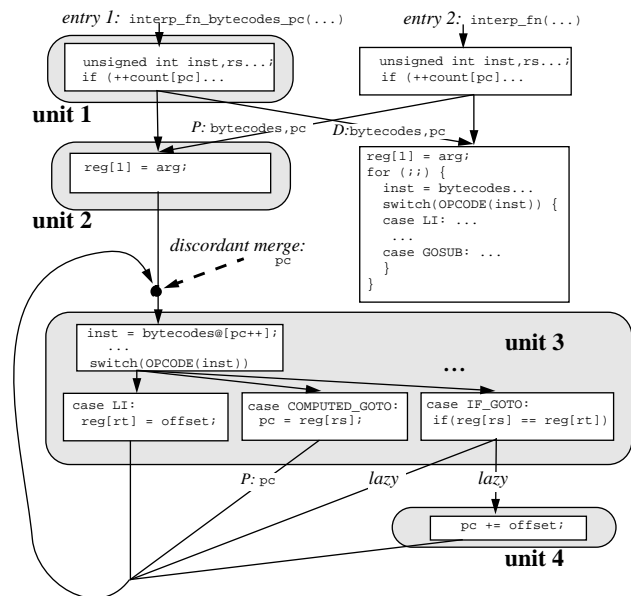 entry 1: interp_fn_bytecodes_pc(...)
entry 2: interp_fn(...)
unsigned int inst,rs...;
if (++count[pc]...
unit 1
unsigned int inst,rs...;
if (++count[pc]...
P: bytecodes,pc
D:bytecodes,pc
reg[1] = arg;
unit 2
reg[1] = arg;
for (;;) {
inst = bytecodes...
switch(OPCODE(inst)) {
case LI: ...
...
case GOSUB: ...
}
}
discordant merge:
pc
inst = bytecodes@[pc++];
...
switch(OPCODE(inst))
unit 3
...
case LI:
reg[rt] = offset;
case COMPUTED_GOTO:
pc = reg[rs];
case IF_GOTO:
if(reg[rs] == reg[rt])
P: pc
lazy
lazy
pc += offset;
unit 4